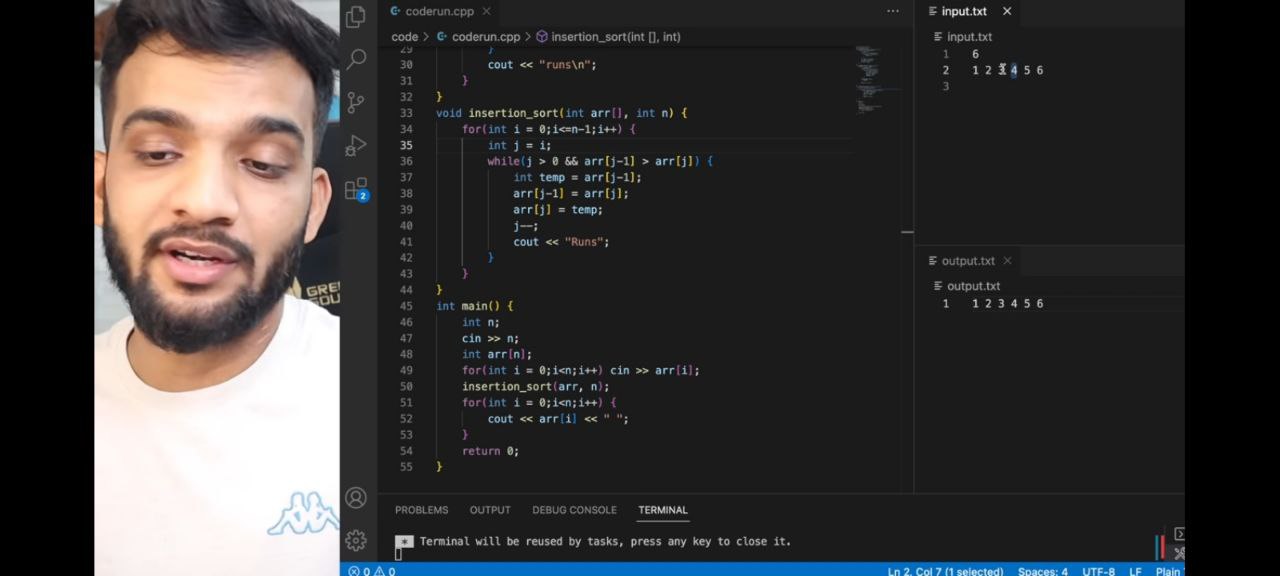 coderun.cpp
code > coderun.cpp > insertion_sort(int [], int)
29 }
30 cout << "runs\n";
31 }
32 }
33 void insertion_sort(int arr[], int n) {
34 for(int i = 0;i<=n-1;i++) {
35 int j = i;
36 while(j > 0 && arr[j-1] > arr[j]) {
37 int temp = arr[j-1];
38 arr[j-1] = arr[j];
39 arr[j] = temp;
40 j--;
41 cout << "Runs";
42 }
43 }
44 }
45 int main() {
46 int n;
47 cin >> n;
48 int arr[n];
49 for(int i = 0;i<n;i++) cin >> arr[i];
50 insertion_sort(arr, n);
51 for(int i = 0;i<n;i++) {
52 cout << arr[i] << " ";
53 }
54 return 0;
55 }
input.txt
input.txt
1 6
2 1 2 3 4 5 6
3
output.txt
output.txt
1 1 2 3 4 5 6
2
PROBLEMS OUTPUT DEBUG CONSOLE TERMINAL
* Terminal will be reused by tasks, press any key to close it.
0 0
Ln 2, Col 7 (1 selected) Spaces: 4 UTF-8 LF Plain